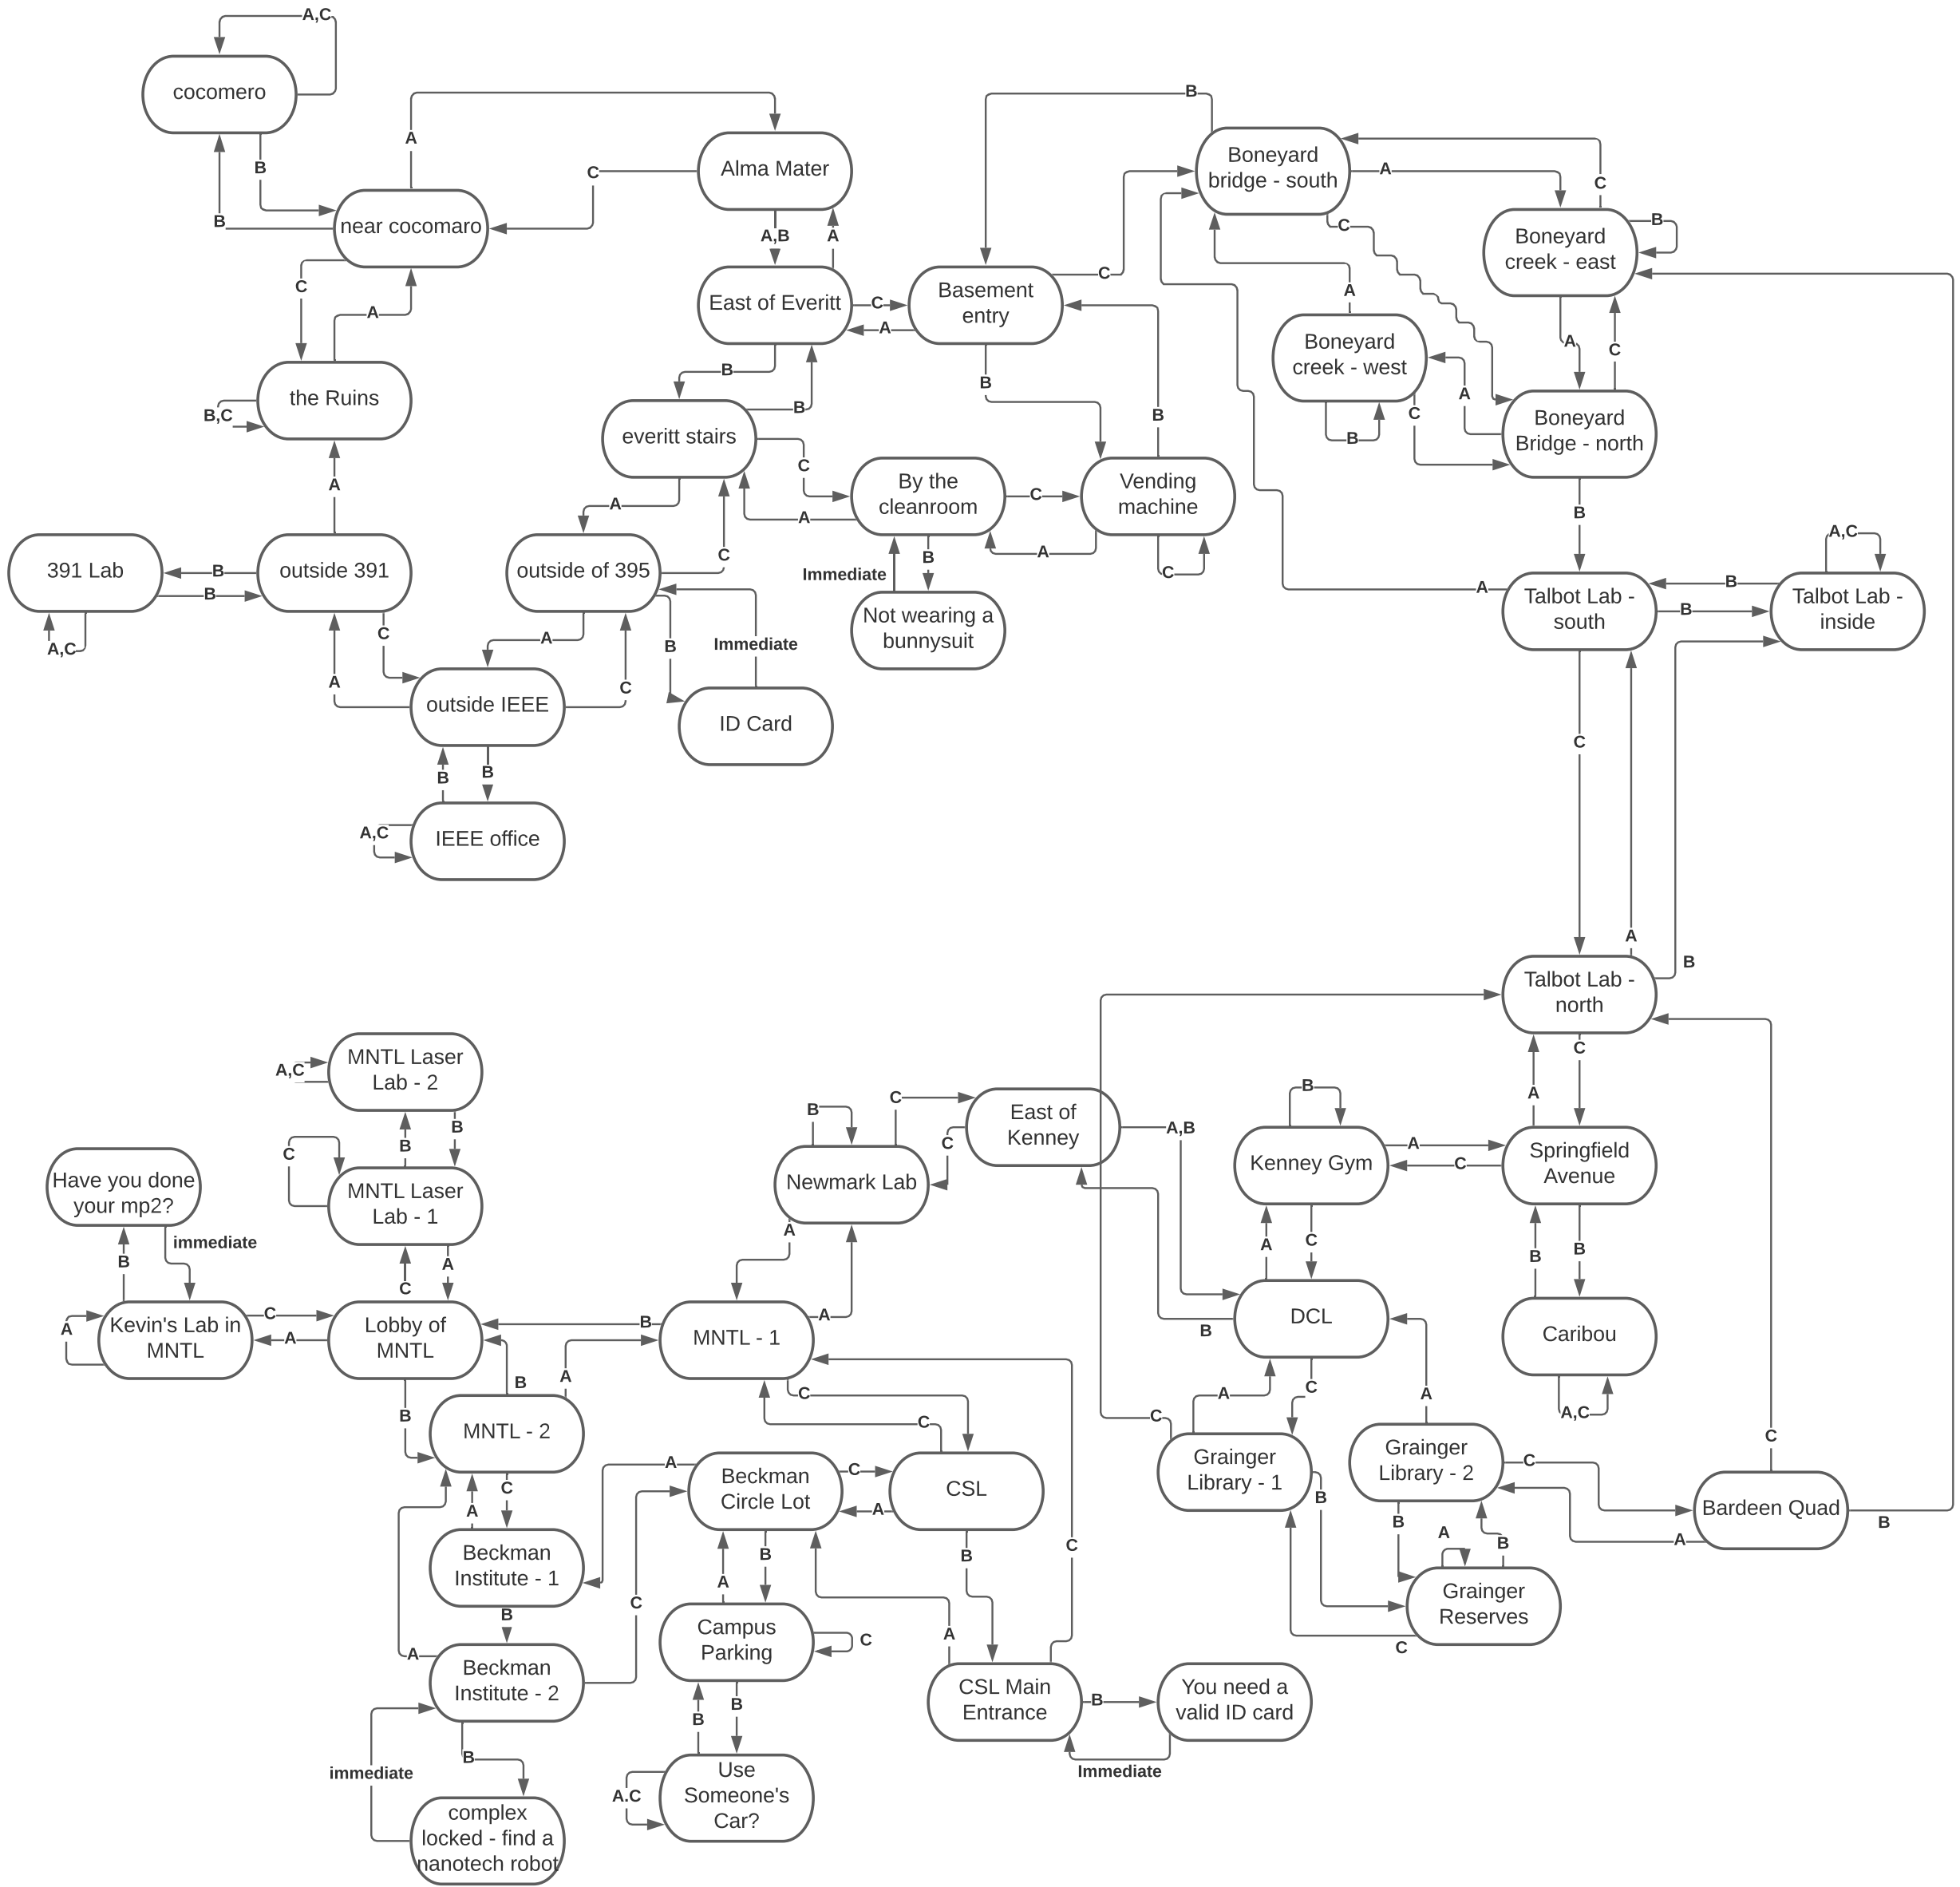 A,C
cocomero
B
B
A
near cocomaro
C
Alma Mater
C
A,B
A
East of Everitt
C
A
Basement
entry
B
C
B
Boneyard
bridge - south
A
C
C
Boneyard
creek - east
B
A
C
A
Boneyard
creek - west
B
C
A
Boneyard
Bridge - north
B
A
the Ruins
B,C
A
B
everitt stairs
B
C
A
By the
cleanroom
C
A
B
Immediate
Not wearing a
bunnysuit
Vending
machine
B
A
C
391 Lab
A,C
B
B
outside 391
C
A
outside of 395
C
A
B
Immediate
ID Card
outside IEEE
C
B
B
IEEE office
A,C
A
Talbot Lab -
south
B
B
A,C
Talbot Lab -
inside
C
A
B
Talbot Lab -
north
C
A
MNTL Laser
Lab - 2
A,C
B
B
MNTL Laser
Lab - 1
C
C
A
Have you done
your mp2?
immediate
B
Kevin's Lab in
MNTL
A
C
A
Lobby of
MNTL
B
B
B
Newmark Lab
B
C
C
A
A
East of
Kenney
A,B
B
Kenney Gym
B
A
C
A
C
Springfield
Avenue
B
B
Caribou
A,C
DCL
C
A
A
MNTL - 1
C
C
MNTL - 2
A
C
A
Beckman
Institute - 1
B
Beckman
Institute - 2
A
C
B
immediate
complex
locked - find a
nanotech robot
Beckman
Circle Lot
A
C
A
CSL
B
B
A
Campus
Parking
C
B
B
Use
Someone's
Car?
A.C
A
C
CSL Main
Entrance
B
You need a
valid ID card
Immediate
Grainger
Library - 1
C
B
Grainger
Library - 2
C
B
B
A
Grainger
Reserves
C
Bardeen Quad
A
B
C